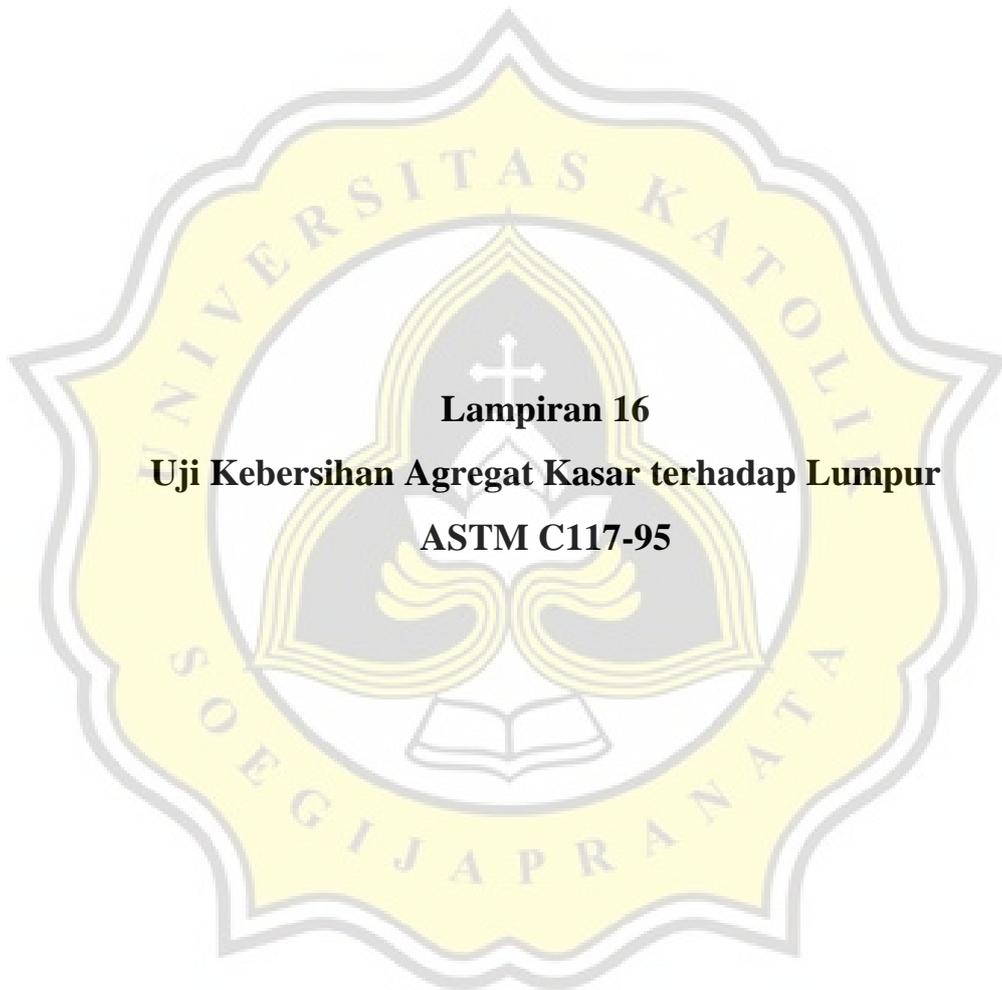 UNIVERSITAS KATOLIK
Lampiran 16
Uji Kebersihan Agregat Kasar terhadap Lumpur
ASTM C117-95
SOEGIJAPRANATA